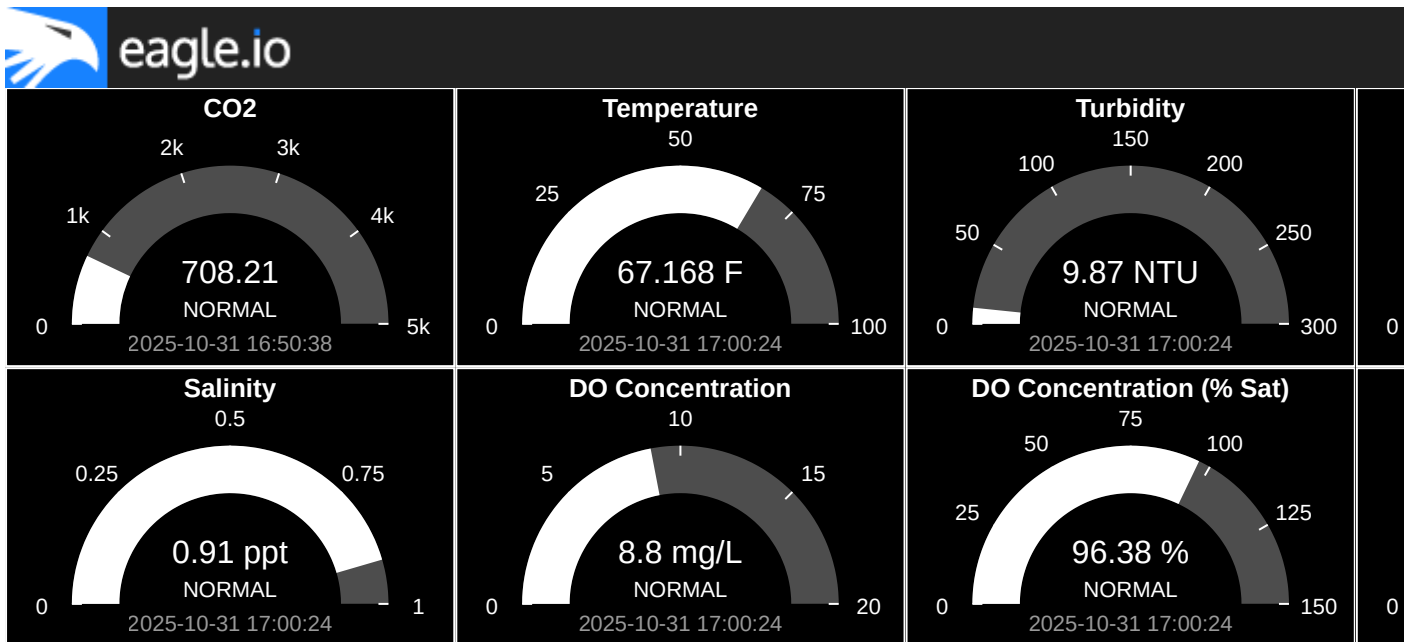 eagle.io
CO2
2k
3k
1k
4k
708.21
NORMAL
0
5k
2025-10-31 16:50:38
Temperature
50
25
75
67.168 F
NORMAL
0
100
2025-10-31 17:00:24
Turbidity
150
100
200
50
250
9.87 NTU
NORMAL
0
300
2025-10-31 17:00:24
0
Salinity
0.5
0.25
0.75
0.91 ppt
NORMAL
0
1
2025-10-31 17:00:24
DO Concentration
10
5
15
8.8 mg/L
NORMAL
0
20
2025-10-31 17:00:24
DO Concentration (% Sat)
75
50
100
25
125
96.38 %
NORMAL
0
150
2025-10-31 17:00:24
0